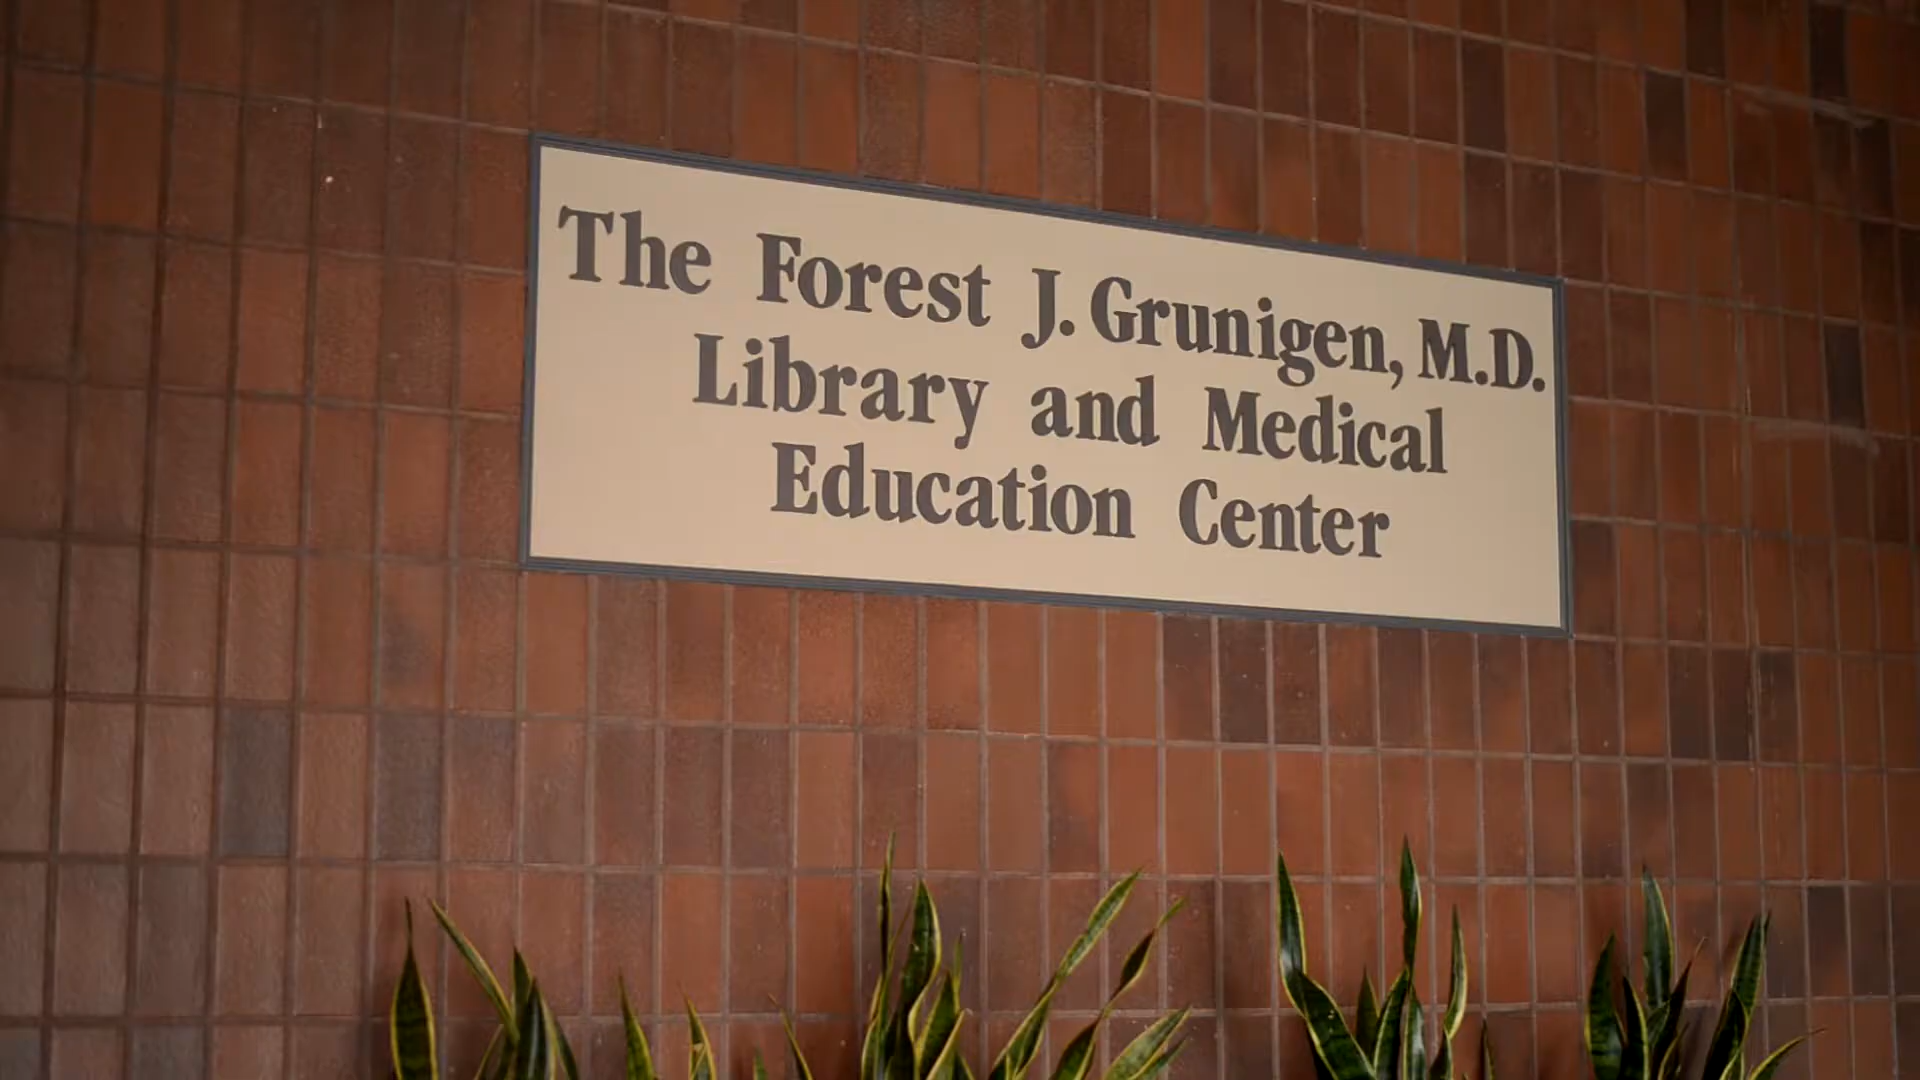 The Forest J. Grunigen, M.D.
Library and Medical
Education Center